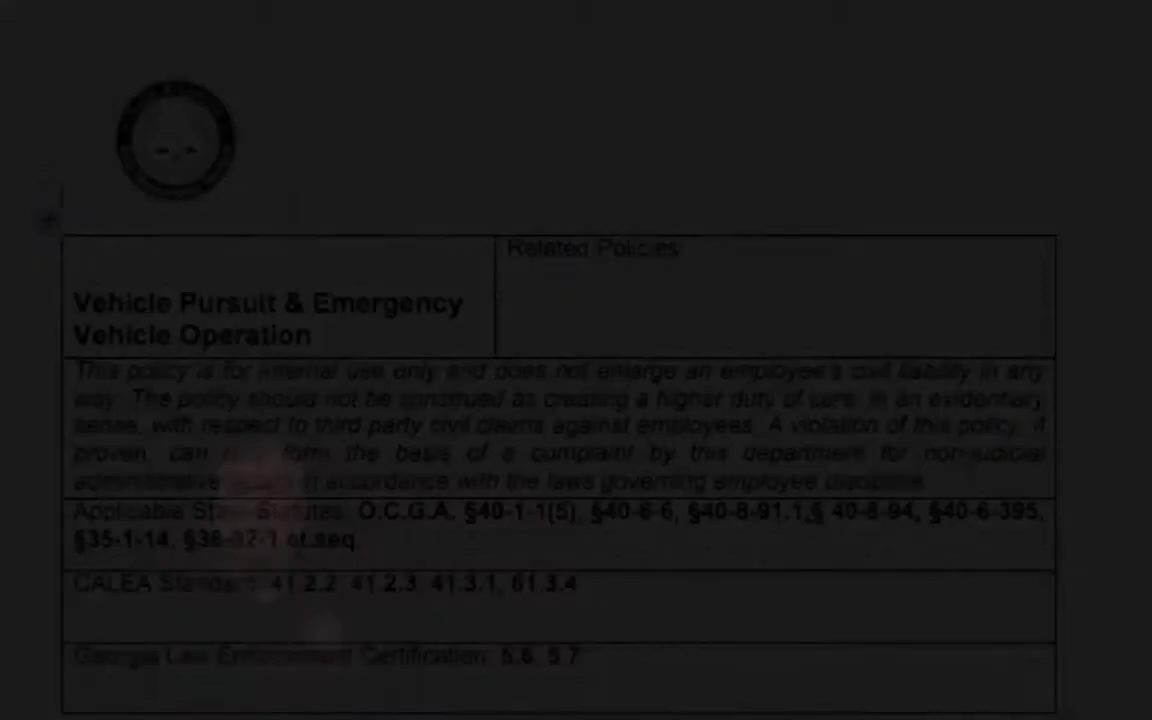 Related Policies
Vehicle Pursuit & Emergency
Vehicle Operation
This policy is for internal use only and does not enlarge an employee's civil liability in any
way. The policy should not be construed as creating a higher duty of care, in an evidentiary
sense, with respect to third party civil claims against employees. A violation of this policy, if
proven, can form the basis of a complaint by this department for non-judicial
administrative in accordance with the laws governing employee discipline.
Applicable State Statutes: O.C.G.A. §40-1-1(5), §40-6-6, §40-8-91.1,§ 40-8-94, §40-6-395,
§35-1-14, §36-92-1 et.seq
CALEA Standard: 41.2.2, 41.2.3, 41.3.1, 61.3.4
Georgia Law Enforcement Certification: 5.6, 5.7